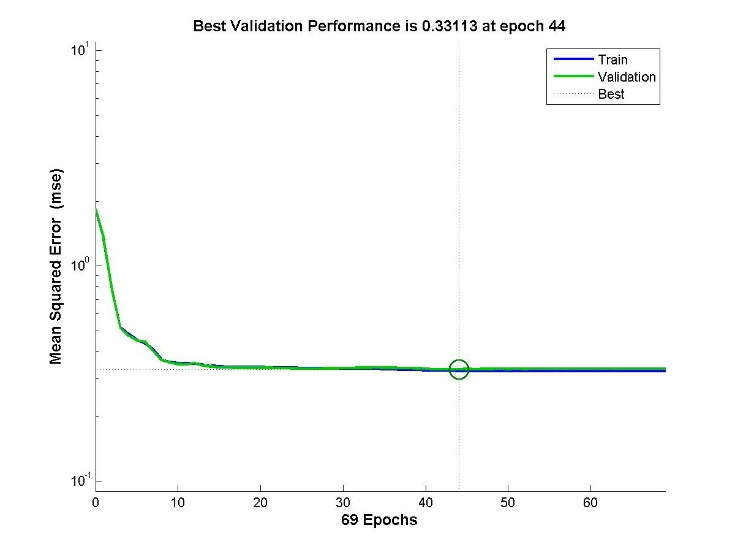 Best Validation Performance is 0.33113 at epoch 44
Mean Squared Error (mse)
10^1
10^0
10^-1
Train
Validation
Best
0 10 20 30 40 50 60
69 Epochs